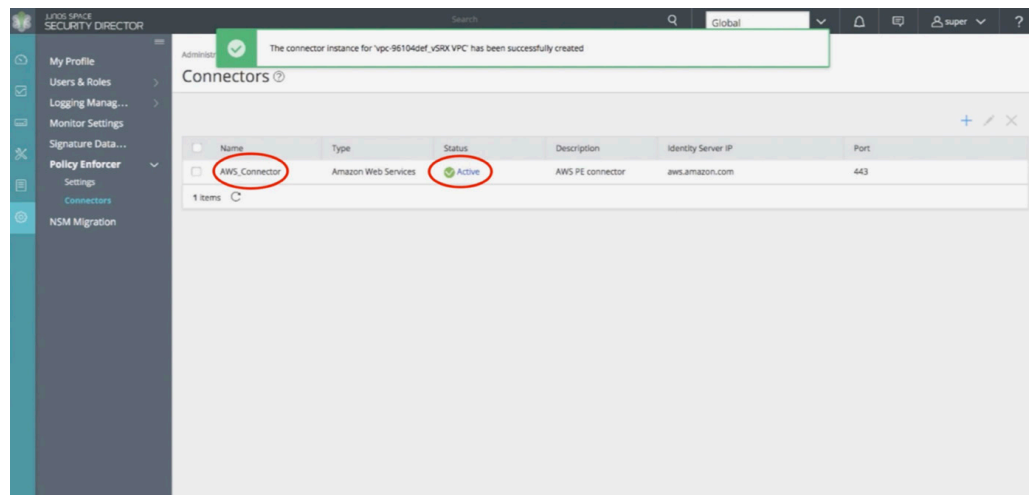 JUNOS SPACE
SECURITY DIRECTOR
Search
Global
super
?
The connector instance for 'vpc-96104def_vSRX VPC' has been successfully created
My Profile
Users & Roles
Logging Manag...
Monitor Settings
Signature Data...
Policy Enforcer
Settings
Connectors
NSM Migration
Administr
Connectors
Name Type Status Description Identity Server IP Port
AWS_Connector Amazon Web Services Active AWS PE connector aws.amazon.com 443
1 items